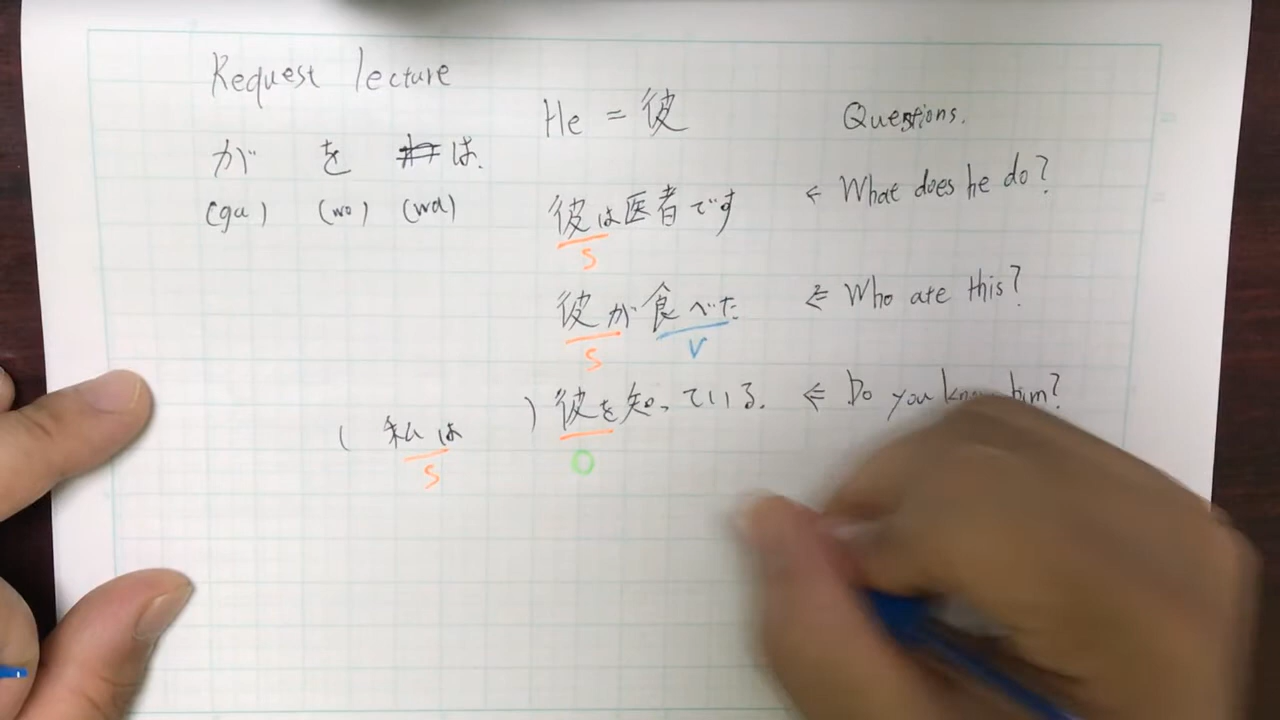 Request lecture
が を は.
(ga) (wo) (wa)
He = 彼
彼は医者です
S
彼が食べた
S V
( 私は ) 彼を知っている.
S O
Questions.
← What does he do?
⇐ Who ate this?
⇐ Do you know him?